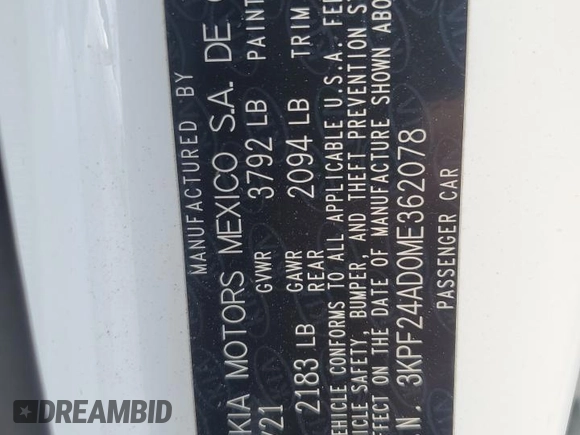 MANUFACTURED BY
KIA MOTORS MEXICO S.A. DE
/21 GVWR 3792 LB PAINT
GAWR
2183 LB REAR 2094 LB TRIM
VEHICLE CONFORMS TO ALL APPLICABLE U.S.A. FE
VEHICLE SAFETY, BUMPER, AND THEFT PREVENTION S
EFFECT ON THE DATE OF MANUFACTURE SHOWN ABO
N. 3KPF24AD0ME362078
PASSENGER CAR
DREAMBID